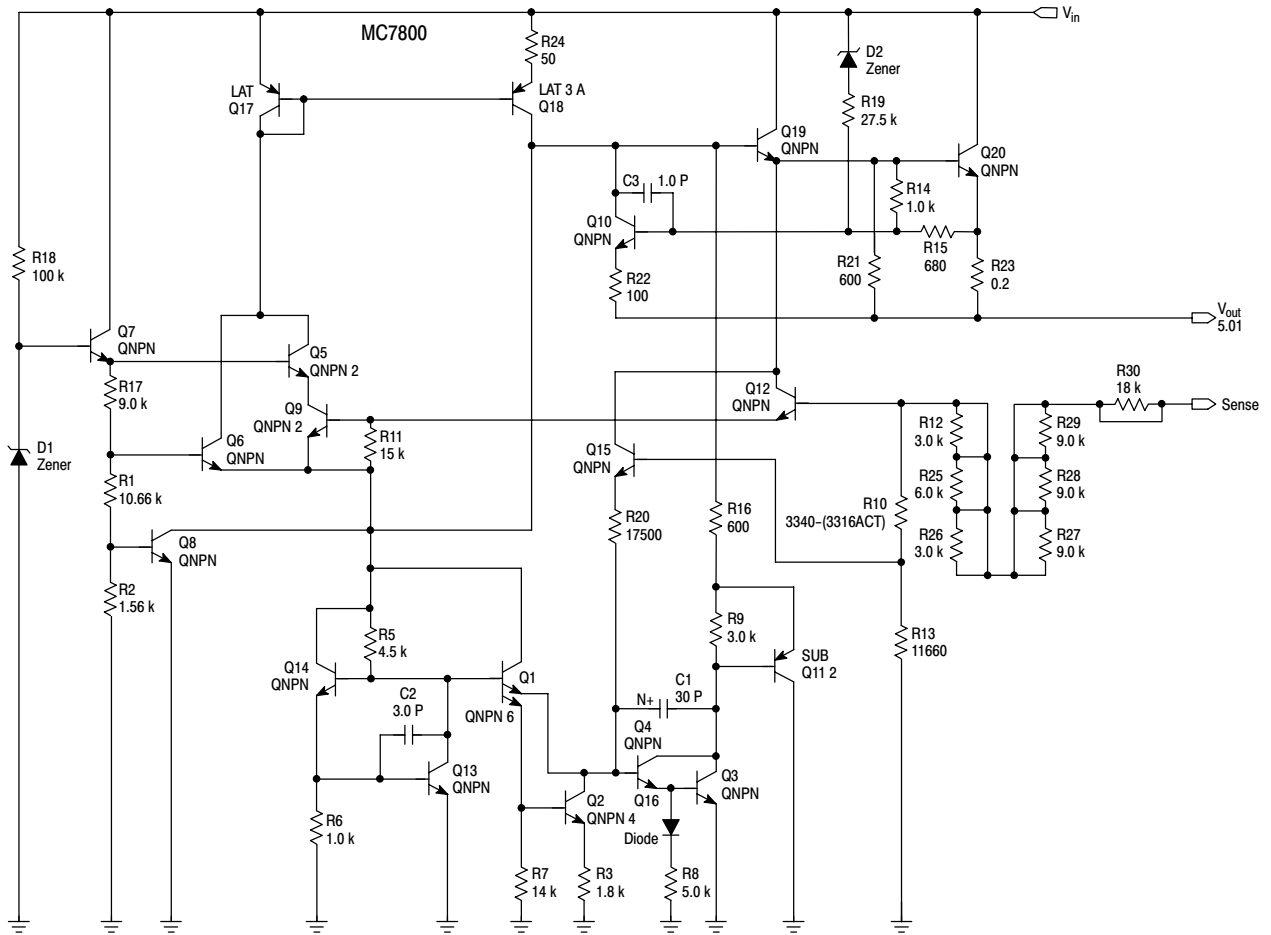 MC7800
Vin
R24
50
D2
Zener
LAT
Q17
LAT 3 A
Q18
R19
27.5 k
Q19
QNPN
Q20
QNPN
C3
1.0 P
R14
1.0 k
Q10
QNPN
R15
680
R18
100 k
R21
600
R23
0.2
R22
100
Vout
5.01
Q7
QNPN
Q5
QNPN 2
R17
9.0 k
R30
18 k
Sense
Q12
QNPN
Q9
QNPN 2
R12
3.0 k
R29
9.0 k
R11
15 k
D1
Zener
Q6
QNPN
Q15
QNPN
R25
6.0 k
R28
9.0 k
R1
10.66 k
R10
3340–(3316ACT)
R20
17500
R16
600
R26
3.0 k
R27
9.0 k
Q8
QNPN
R2
1.56 k
R9
3.0 k
R13
11660
R5
4.5 k
SUB
Q11 2
Q14
QNPN
Q1
QNPN 6
C2
3.0 P
N+
C1
30 P
Q4
QNPN
Q13
QNPN
Q3
QNPN
Q16
Q2
QNPN 4
Diode
R6
1.0 k
R7
14 k
R3
1.8 k
R8
5.0 k